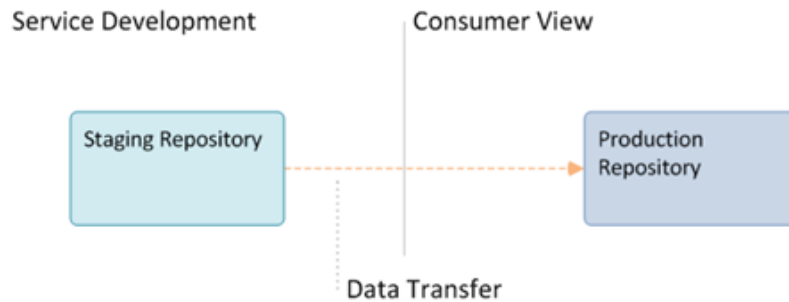 Service Development
Consumer View
Staging Repository
Production
Repository
Data Transfer